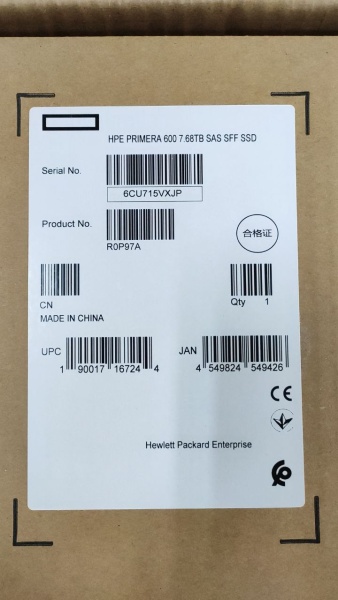 HPE PRIMERA 600 7.68TB SAS SFF SSD
Serial No.
6CU715VXJP
Product No.
R0P97A
合格证
CN
Qty 1
MADE IN CHINA
UPC 1 90017 16724 4
JAN 4 549824 549426
CE
Hewlett Packard Enterprise